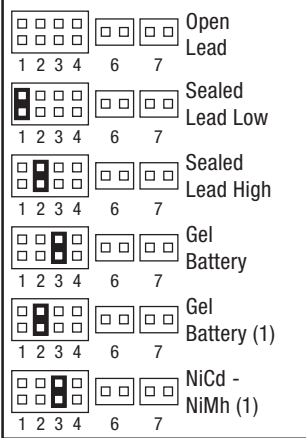 Open
Lead
1 2 3 4 6 7
Sealed
Lead Low
1 2 3 4 6 7
Sealed
Lead High
1 2 3 4 6 7
Gel
Battery
1 2 3 4 6 7
Gel
Battery (1)
1 2 3 4 6 7
NiCd -
NiMh (1)
1 2 3 4 6 7